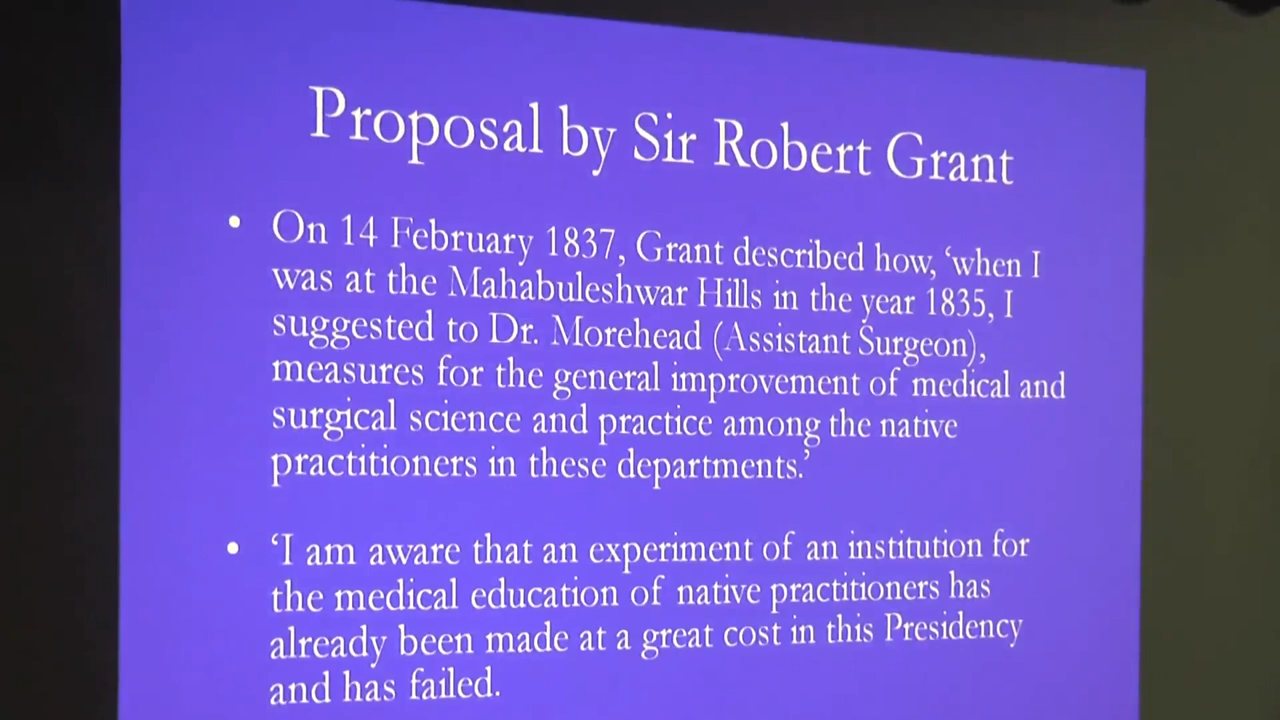 Proposal by Sir Robert Grant
• On 14 February 1837, Grant described how, ‘when I
was at the Mahabuleshwar Hills in the year 1835, I
suggested to Dr. Morehead (Assistant Surgeon),
measures for the general improvement of medical and
surgical science and practice among the native
practitioners in these departments.’
• ‘I am aware that an experiment of an institution for
the medical education of native practitioners has
already been made at a great cost in this Presidency
and has failed.